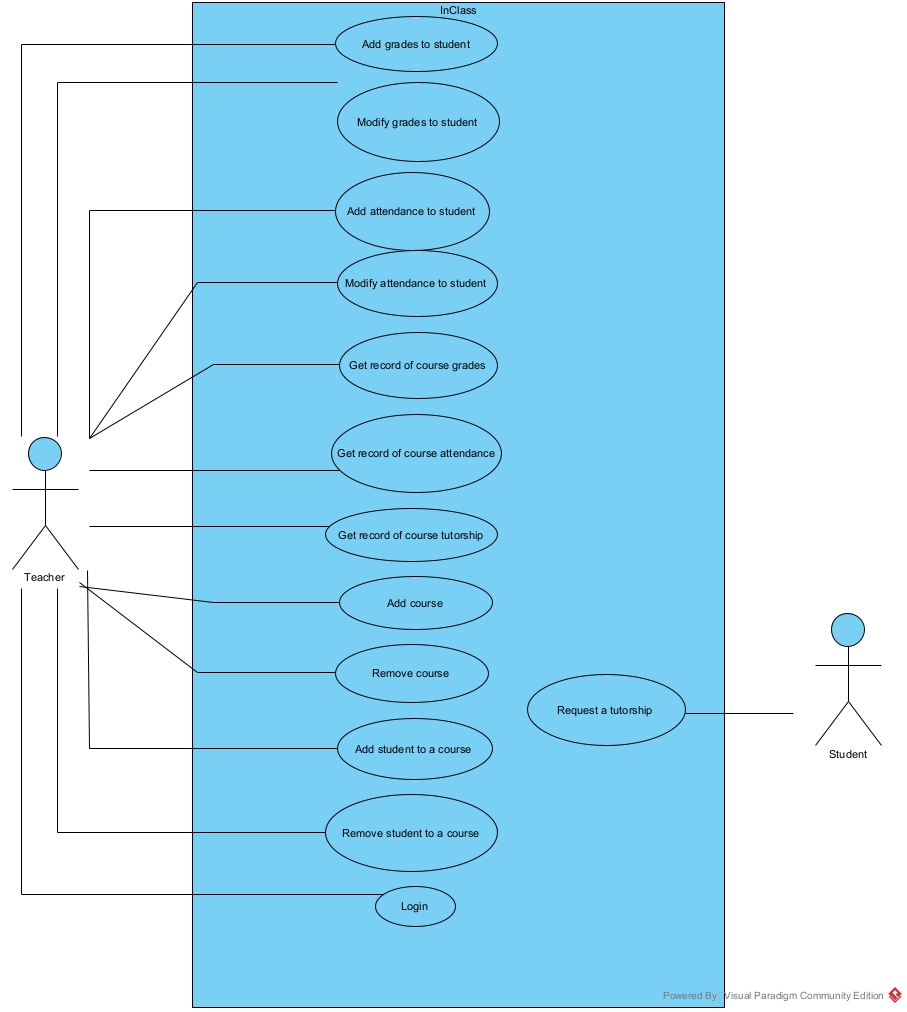 InClass
Add grades to student
Modify grades to student
Add attendance to student
Modify attendance to student
Get record of course grades
Get record of course attendance
Get record of course tutorship
Teacher
Add course
Remove course
Request a tutorship
Add student to a course
Student
Remove student to a course
Login
Powered By Visual Paradigm Community Edition